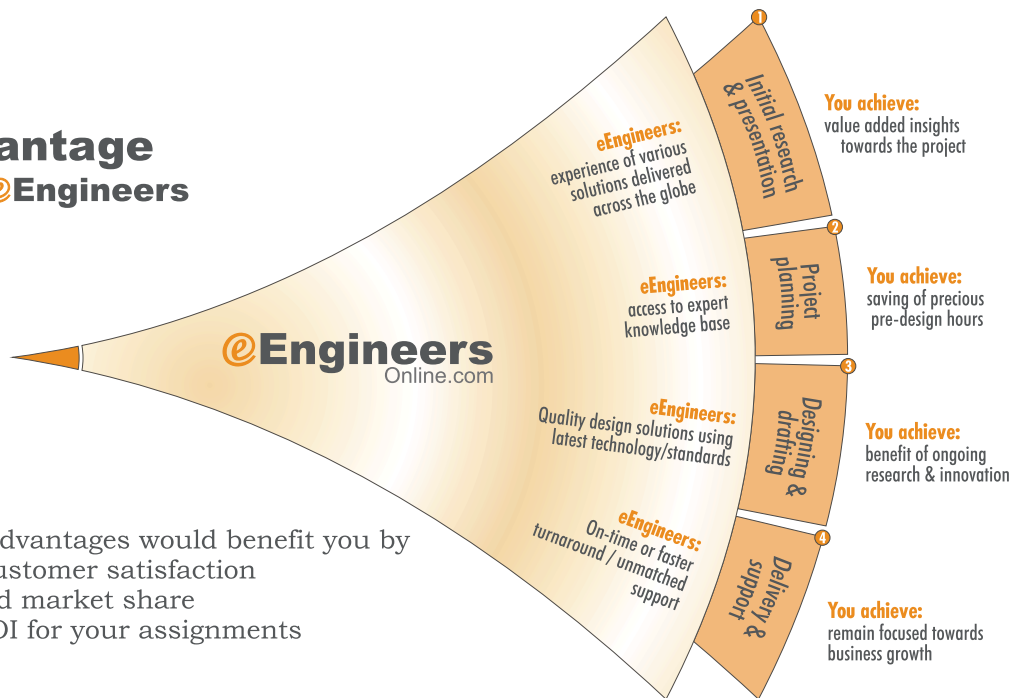 antage
eEngineers
eEngineers
Online.com
dvantages would benefit you by
ustomer satisfaction
d market share
OI for your assignments
eEngineers:
experience of various
solutions delivered
across the globe
1
Initial research
& presentation
You achieve:
value added insights
towards the project
eEngineers:
access to expert
knowledge base
2
Project
planning
You achieve:
saving of precious
pre-design hours
eEngineers:
Quality design solutions using
latest technology/standards
3
Designing &
drafting
You achieve:
benefit of ongoing
research & innovation
eEngineers:
On-time or faster
turnaround / unmatched
support
4
Delivery &
support
You achieve:
remain focused towards
business growth